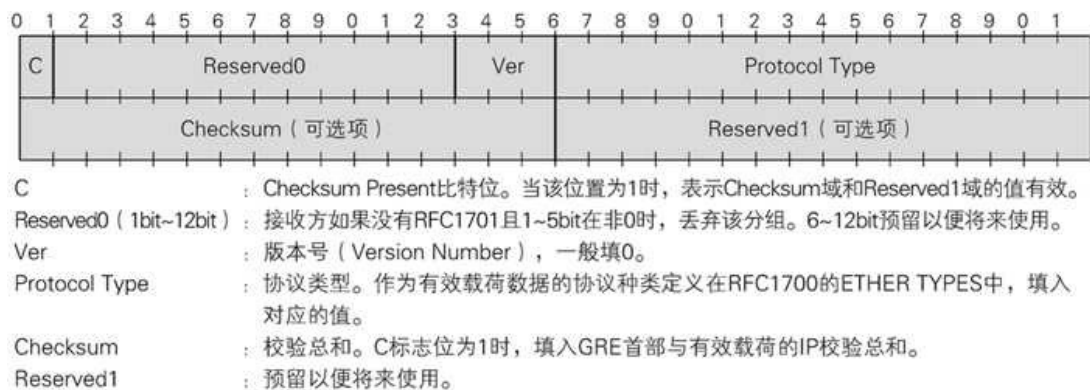 0 1 2 3 4 5 6 7 8 9 0 1 2 3 4 5 6 7 8 9 0 1 2 3 4 5 6 7 8 9 0 1
C Reserved0 Ver Protocol Type
Checksum（可选项） Reserved1（可选项）
C ： Checksum Present比特位。当该位置为1时，表示Checksum域和Reserved1域的值有效。
Reserved0（1bit~12bit）： 接收方如果没有RFC1701且1~5bit在非0时，丢弃该分组。6~12bit预留以便将来使用。
Ver ： 版本号（Version Number），一般填0。
Protocol Type ： 协议类型。作为有效载荷数据的协议种类定义在RFC1700的ETHER TYPES中，填入
对应的值。
Checksum ： 校验总和。C标志位为1时，填入GRE首部与有效载荷的IP校验总和。
Reserved1 ： 预留以便将来使用。